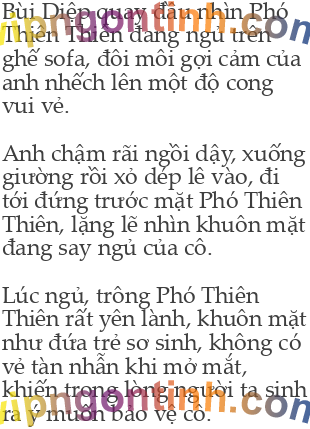 Bùi Diệp quay đầu nhìn Phó
Thiên Thiên đang ngủ trên
ghế sofa, đôi môi gợi cảm của
anh nhếch lên một độ cong
vui vẻ.
Anh chậm rãi ngồi dậy, xuống
giường rồi xỏ dép lê vào, đi
tới đứng trước mặt Phó Thiên
Thiên, lặng lẽ nhìn khuôn mặt
đang say ngủ của cô.
Lúc ngủ, trông Phó Thiên
Thiên rất yên lành, khuôn mặt
như đứa trẻ sơ sinh, không có
vẻ tàn nhẫn khi mở mắt,
khiến trong lòng người ta sinh
ra ý muốn bảo vệ cô.